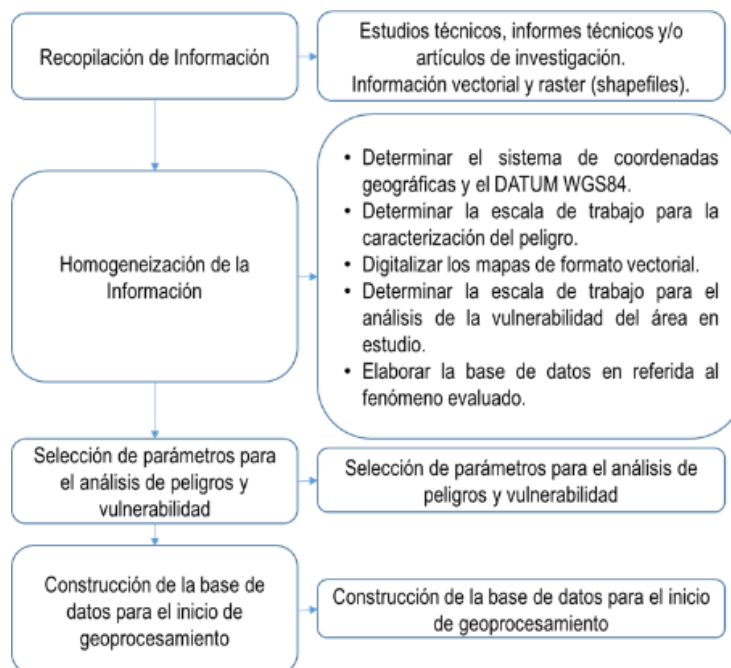 Recopilación de Información
Estudios técnicos, informes técnicos y/o
artículos de investigación.
Información vectorial y raster (shapefiles).
Homogeneización de la
Información
• Determinar el sistema de coordenadas
geográficas y el DATUM WGS84.
• Determinar la escala de trabajo para la
caracterización del peligro.
• Digitalizar los mapas de formato vectorial.
• Determinar la escala de trabajo para el
análisis de la vulnerabilidad del área en
estudio.
• Elaborar la base de datos en referida al
fenómeno evaluado.
Selección de parámetros para
el análisis de peligros y
vulnerabilidad
Selección de parámetros para el análisis de
peligros y vulnerabilidad
Construcción de la base de
datos para el inicio de
geoprocesamiento
Construcción de la base de datos para el inicio
de geoprocesamiento